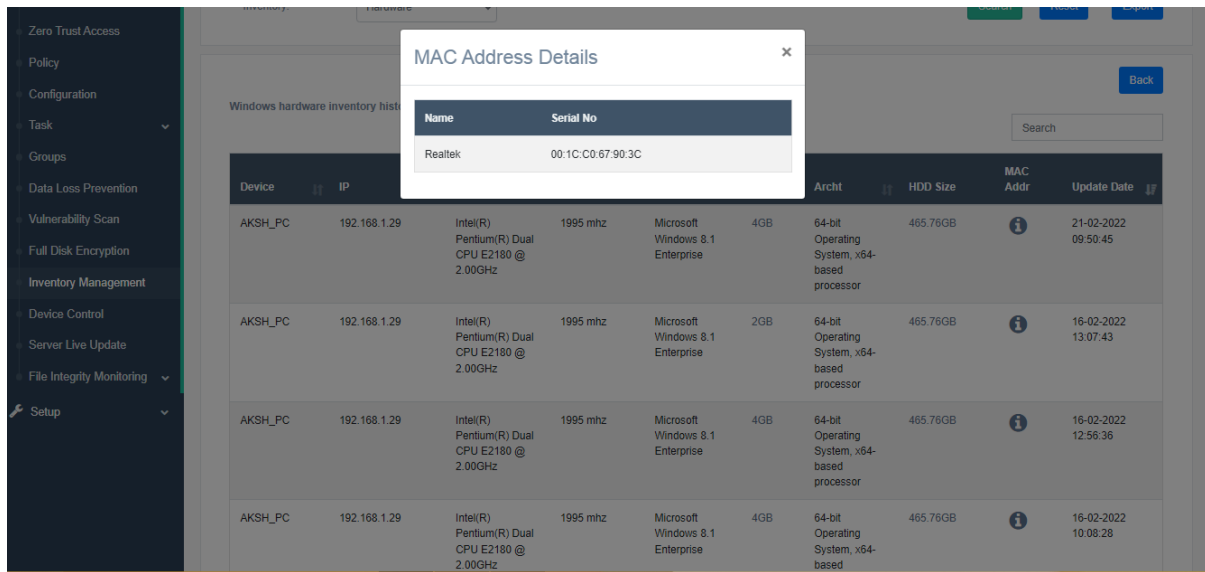 Inventory:
Hardware
Search
Reset
Export
Zero Trust Access
Policy
Configuration
Task
Groups
Data Loss Prevention
Vulnerability Scan
Full Disk Encryption
Inventory Management
Device Control
Server Live Update
File Integrity Monitoring
Setup
MAC Address Details
×
Name Serial No
Realtek 00:1C:C0:67:90:3C
Back
Windows hardware inventory
Search
Device IP Archt HDD Size MAC Update Date
Addr
AKSH_PC 192.168.1.29 Intel(R) 1995 mhz Microsoft 4GB 64-bit 465.76GB 21-02-2022
Pentium(R) Dual Windows 8.1 Operating 09:50:45
CPU E2180 @ Enterprise System, x64-
2.00GHz based
processor
AKSH_PC 192.168.1.29 Intel(R) 1995 mhz Microsoft 2GB 64-bit 465.76GB 16-02-2022
Pentium(R) Dual Windows 8.1 Operating 13:07:43
CPU E2180 @ Enterprise System, x64-
2.00GHz based
processor
AKSH_PC 192.168.1.29 Intel(R) 1995 mhz Microsoft 4GB 64-bit 465.76GB 16-02-2022
Pentium(R) Dual Windows 8.1 Operating 12:56:36
CPU E2180 @ Enterprise System, x64-
2.00GHz based
processor
AKSH_PC 192.168.1.29 Intel(R) 1995 mhz Microsoft 4GB 64-bit 465.76GB 16-02-2022
Pentium(R) Dual Windows 8.1 Operating 10:08:28
CPU E2180 @ Enterprise System, x64-
2.00GHz based